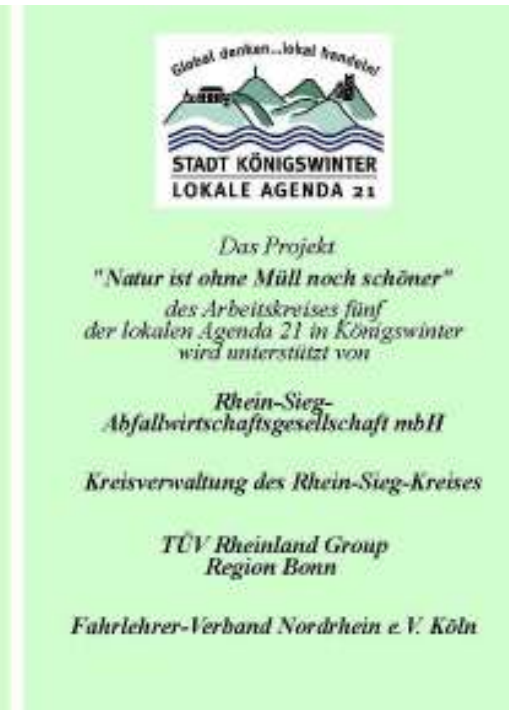 Global denken...lokal handeln!
STADT KÖNIGSWINTER
LOKALE AGENDA 21
Das Projekt
"Natur ist ohne Müll noch schöner"
des Arbeitskreises fünf
der lokalen Agenda 21 in Königswinter
wird unterstützt von
Rhein-Sieg-
Abfallwirtschaftsgesellschaft mbH
Kreisverwaltung des Rhein-Sieg-Kreises
TÜV Rheinland Group
Region Bonn
Fahrlehrer-Verband Nordrhein e.V. Köln